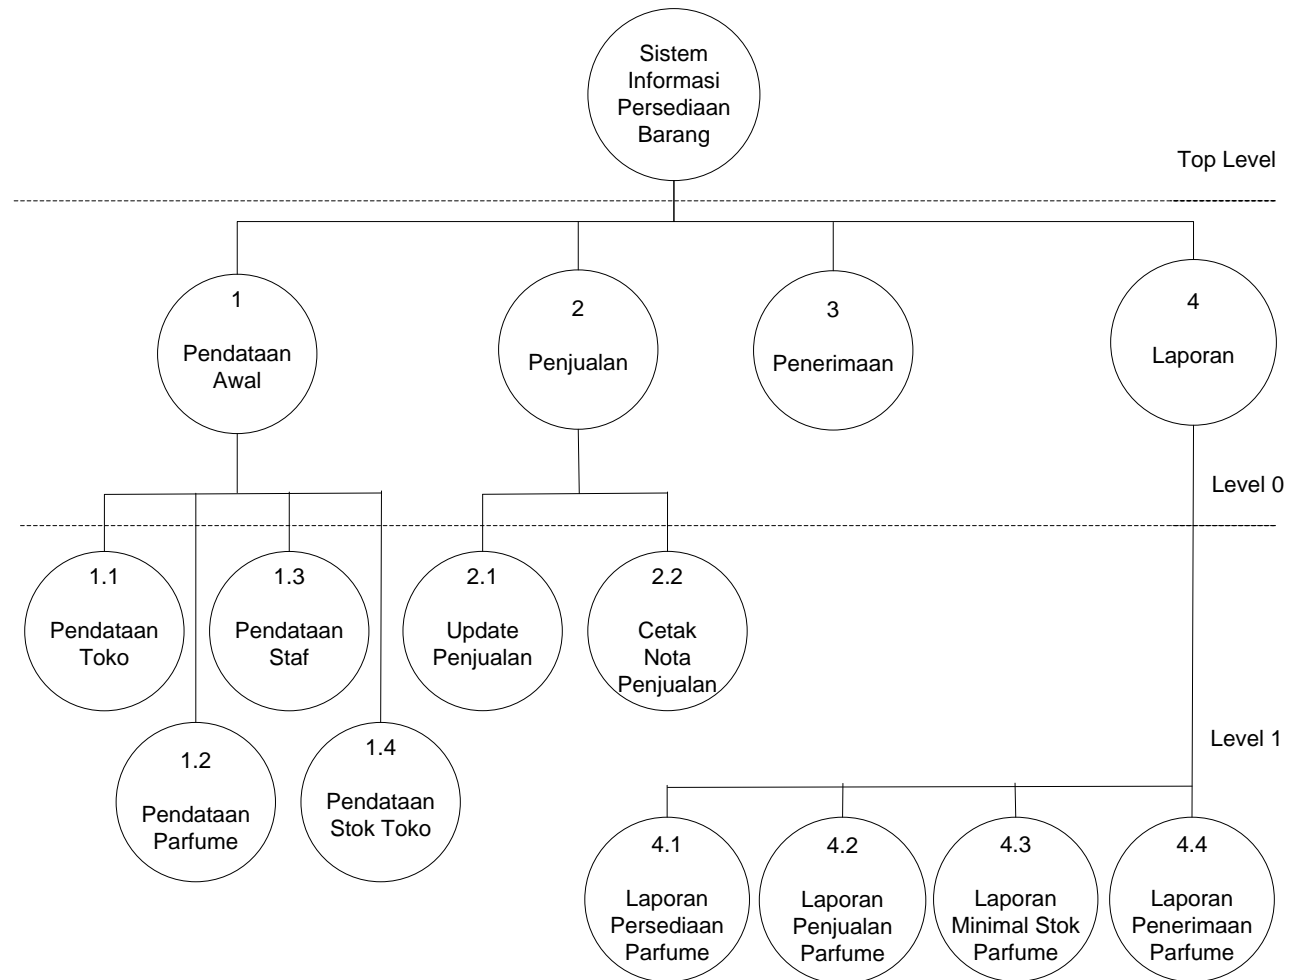 Sistem
Informasi
Persediaan
Barang
Top Level
1
Pendataan
Awal
2
Penjualan
3
Penerimaan
4
Laporan
Level 0
1.1
Pendataan
Toko
1.3
Pendataan
Staf
2.1
Update
Penjualan
2.2
Cetak
Nota
Penjualan
Level 1
1.2
Pendataan
Parfume
1.4
Pendataan
Stok Toko
4.1
Laporan
Persediaan
Parfume
4.2
Laporan
Penjualan
Parfume
4.3
Laporan
Minimal Stok
Parfume
4.4
Laporan
Penerimaan
Parfume